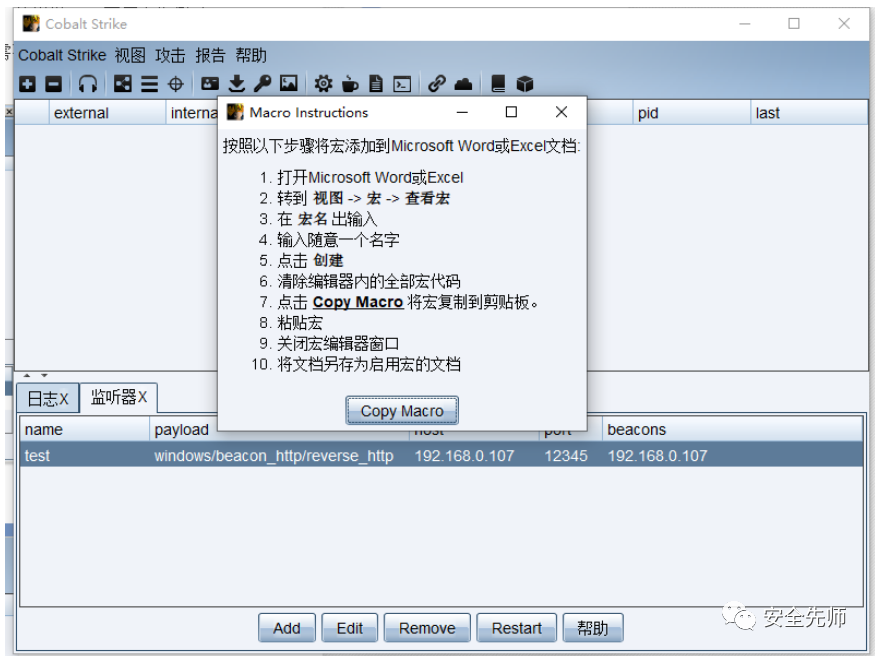 Cobalt Strike
Cobalt Strike 视图 攻击 报告 帮助
external interna pid last
Macro Instructions
按照以下步骤将宏添加到Microsoft Word或Excel文档:
1. 打开Microsoft Word或Excel
2. 转到 视图 -> 宏 -> 查看宏
3. 在 宏名 出输入
4. 输入随意一个名字
5. 点击 创建
6. 清除编辑器内的全部宏代码
7. 点击 Copy Macro 将宏复制到剪贴板。
8. 粘贴宏
9. 关闭宏编辑器窗口
10. 将文档另存为启用宏的文档
Copy Macro
日志X 监听器X
name payload host port beacons
test windows/beacon_http/reverse_http 192.168.0.107 12345 192.168.0.107
Add Edit Remove Restart 帮助
安全先师